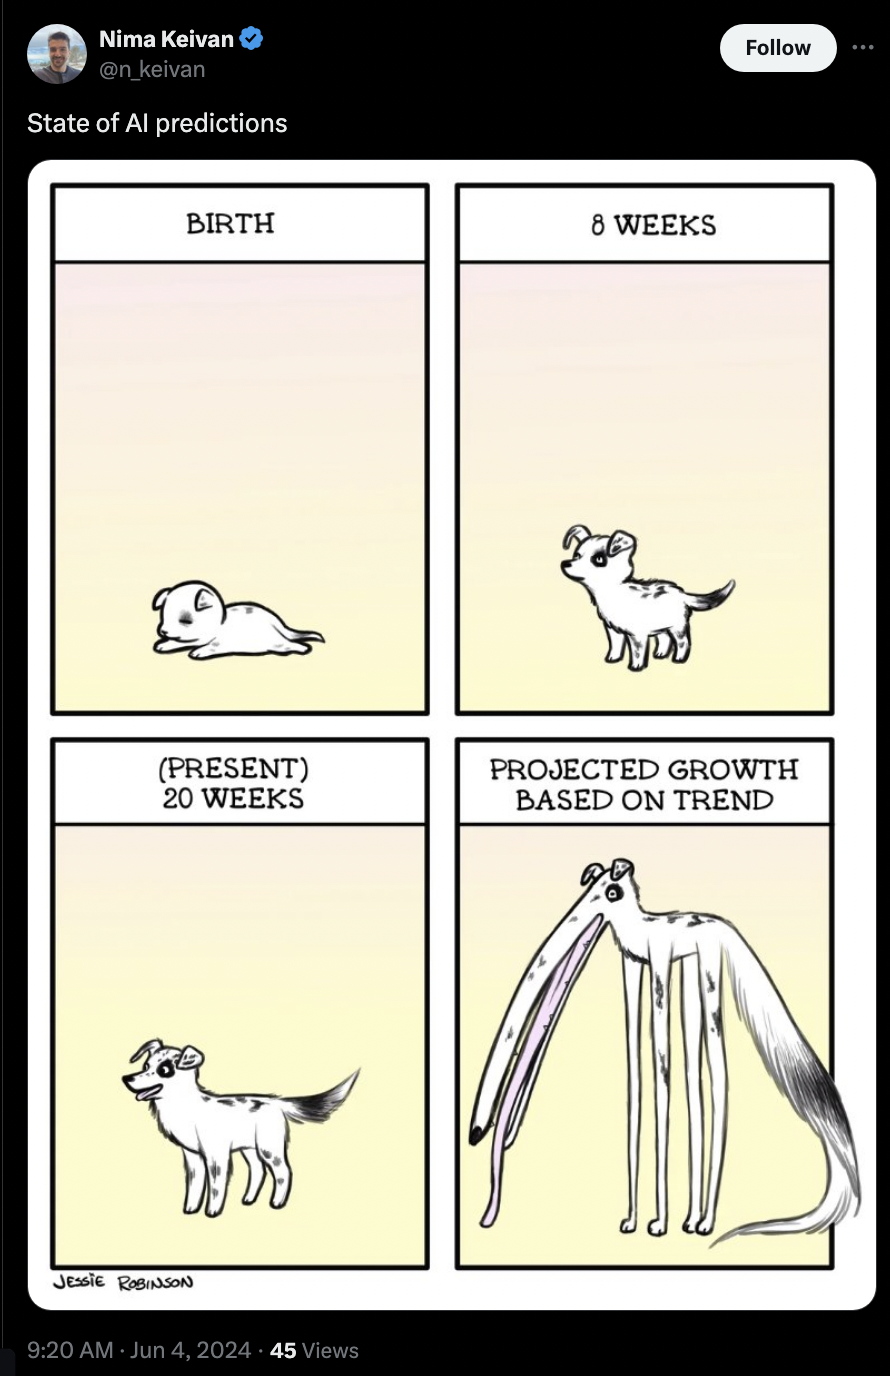 Nima Keivan
@n_keivan
Follow
State of AI predictions
BIRTH
8 WEEKS
(PRESENT)
20 WEEKS
PROJECTED GROWTH
BASED ON TREND
JESSIE ROBINSON
9:20 AM · Jun 4, 2024 · 45 Views